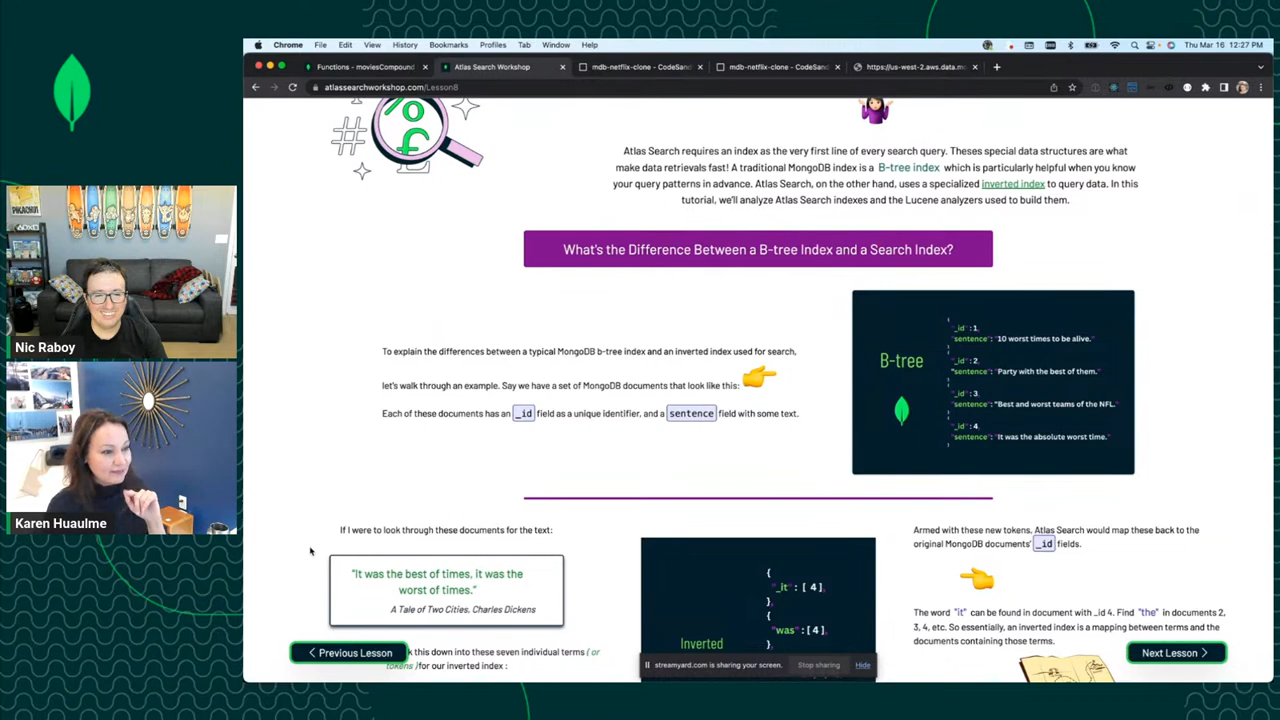 Chrome File Edit View History Bookmarks Profiles Tab Window Help
Thu Mar 16 12:27 PM
Functions - moviesCompound
Atlas Search Workshop
mdb-netflix-clone - CodeSan
mdb-netflix-clone - CodeSan
https://us-west-2.aws.data.m
atlassearchworkshop.com/Lesson8
Atlas Search requires an index as the very first line of every search query. Theses special data structures are what
make data retrievals fast! A traditional MongoDB index is a B-tree index which is particularly helpful when you know
your query patterns in advance. Atlas Search, on the other hand, uses a specialized inverted index to query data. In this
tutorial, we'll analyze Atlas Search indexes and the Lucene analyzers used to build them.
What's the Difference Between a B-tree Index and a Search Index?
To explain the differences between a typical MongoDB b-tree index and an inverted index used for search,
let's walk through an example. Say we have a set of MongoDB documents that look like this:
Each of these documents has an _id field as a unique identifier, and a sentence field with some text.
B-tree
{
_id : 1,
sentence: "10 worst times to be alive."
_id : 2,
"sentence": "Party with the best of them."
_id : 3,
sentence: "Best and worst teams of the NFL."
_id : 4,
"sentence": "It was the absolute worst time."
}
If I were to look through these documents for the text:
"It was the best of times, it was the
worst of times."
A Tale of Two Cities, Charles Dickens
k this down into these seven individual terms ( or
tokens ) for our inverted index :
{
"_it" : [ 4 ],
},
{
"was" : [ 4 ],
},
Inverted
Armed with these new tokens, Atlas Search would map these back to the
original MongoDB documents' _id fields.
The word "it" can be found in document with _id 4. Find "the" in documents 2,
3, 4, etc. So essentially, an inverted index is a mapping between terms and the
documents containing those terms.
Previous Lesson
Next Lesson
streamyard.com is sharing your screen.
Stop sharing
Hide
Nic Raboy
Karen Huaulme